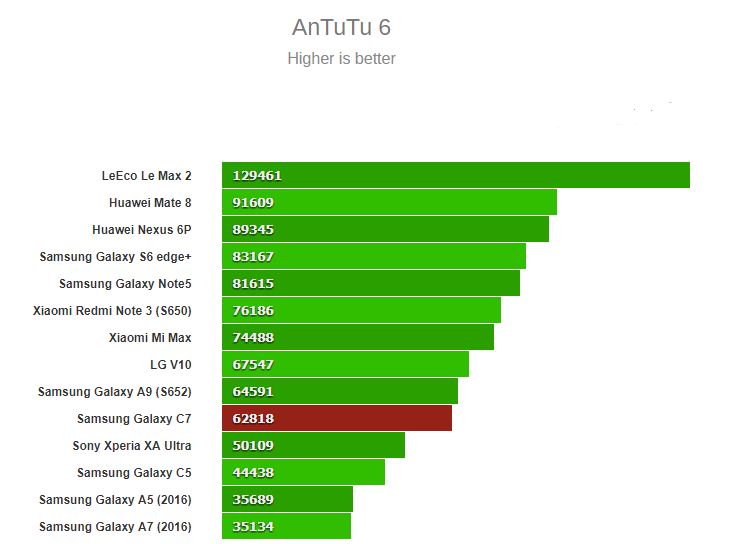 AnTuTu 6
Higher is better
LeEco Le Max 2 129461
Huawei Mate 8 91609
Huawei Nexus 6P 89345
Samsung Galaxy S6 edge+ 83167
Samsung Galaxy Note5 81615
Xiaomi Redmi Note 3 (S650) 76186
Xiaomi Mi Max 74488
LG V10 67547
Samsung Galaxy A9 (S652) 64591
Samsung Galaxy C7 62818
Sony Xperia XA Ultra 50109
Samsung Galaxy C5 44438
Samsung Galaxy A5 (2016) 35689
Samsung Galaxy A7 (2016) 35134